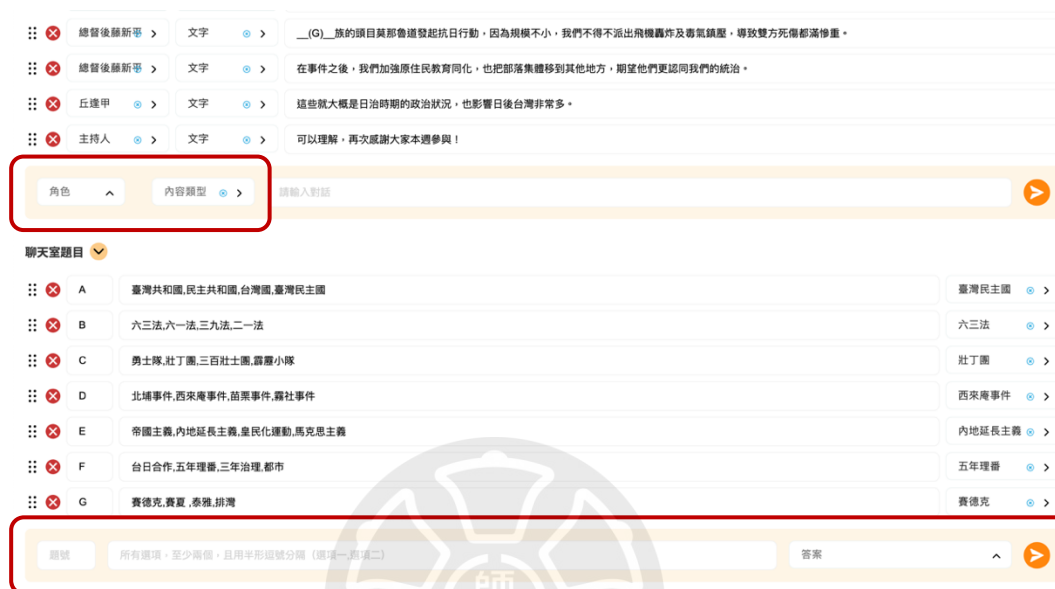 總督後藤新平 文字 __(G)__族的頭目莫那魯道發起抗日行動，因為規模不小，我們不得不派出飛機轟炸及毒氣鎮壓，導致雙方死傷都滿慘重。
總督後藤新平 文字 在事件之後，我們加強原住民教育同化，也把部落集體移到其他地方，期望他們更認同我們的統治。
丘逢甲 文字 這些就大概是日治時期的政治狀況，也影響日後台灣非常多。
主持人 文字 可以理解，再次感謝大家本週參與！
角色 內容類型 請輸入對話
聊天室題目
A 臺灣共和國,民主共和國,台灣國,臺灣民主國 臺灣民主國
B 六三法,六一法,三九法,二一法 六三法
C 勇士隊,壯丁團,三百壯士團,霹靂小隊 壯丁團
D 北埔事件,西來庵事件,苗栗事件,霧社事件 西來庵事件
E 帝國主義,內地延長主義,皇民化運動,馬克思主義 內地延長主義
F 台日合作,五年理番,三年治理,都市 五年理番
G 賽德克,賽夏 ,泰雅,排灣 賽德克
題號 所有選項，至少兩個，且用半形逗號分隔（選項一,選項二） 答案
師